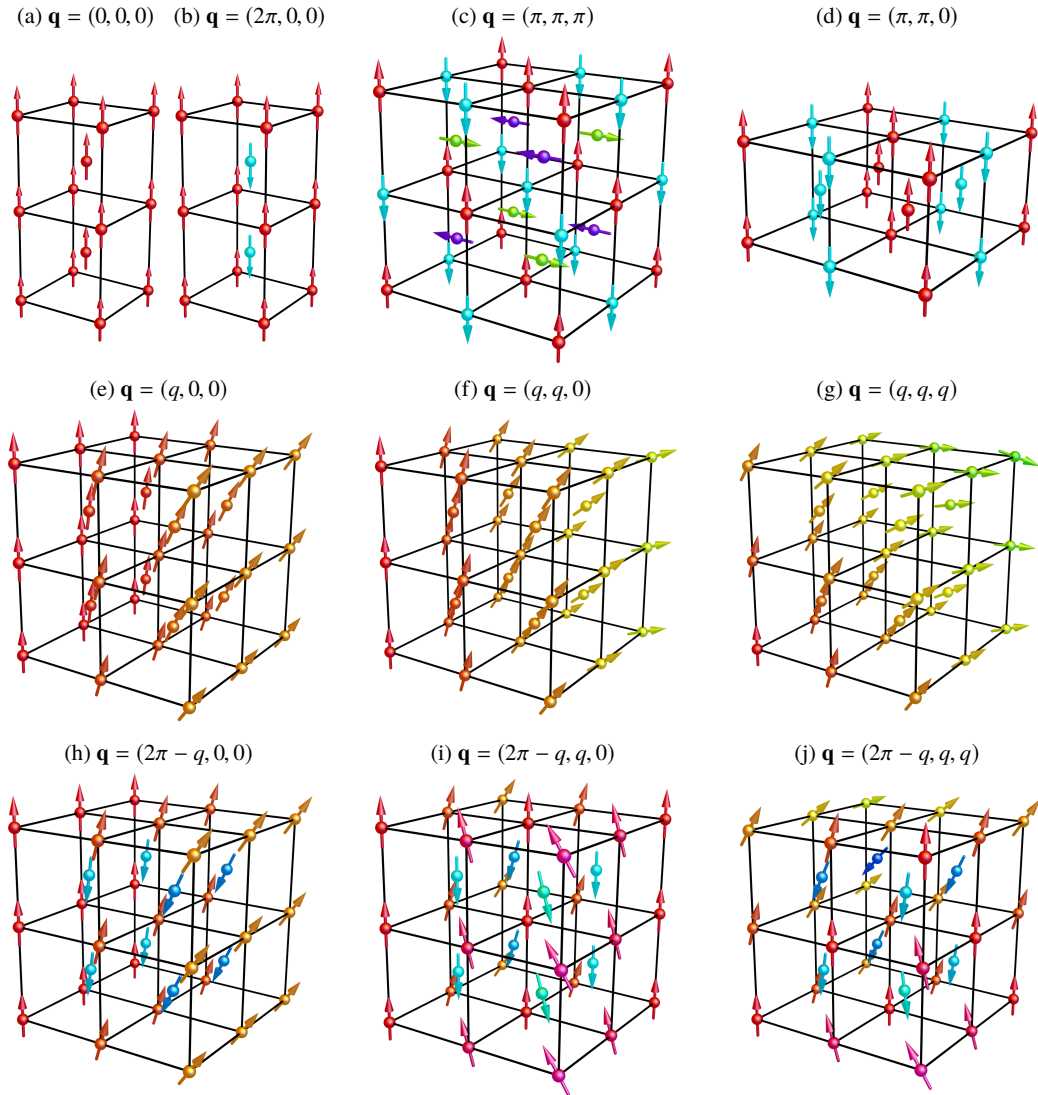 (a) q = (0, 0, 0) (b) q = (2π, 0, 0) (c) q = (π, π, π) (d) q = (π, π, 0)
(e) q = (q, 0, 0) (f) q = (q, q, 0) (g) q = (q, q, q)
(h) q = (2π − q, 0, 0) (i) q = (2π − q, q, 0) (j) q = (2π − q, q, q)